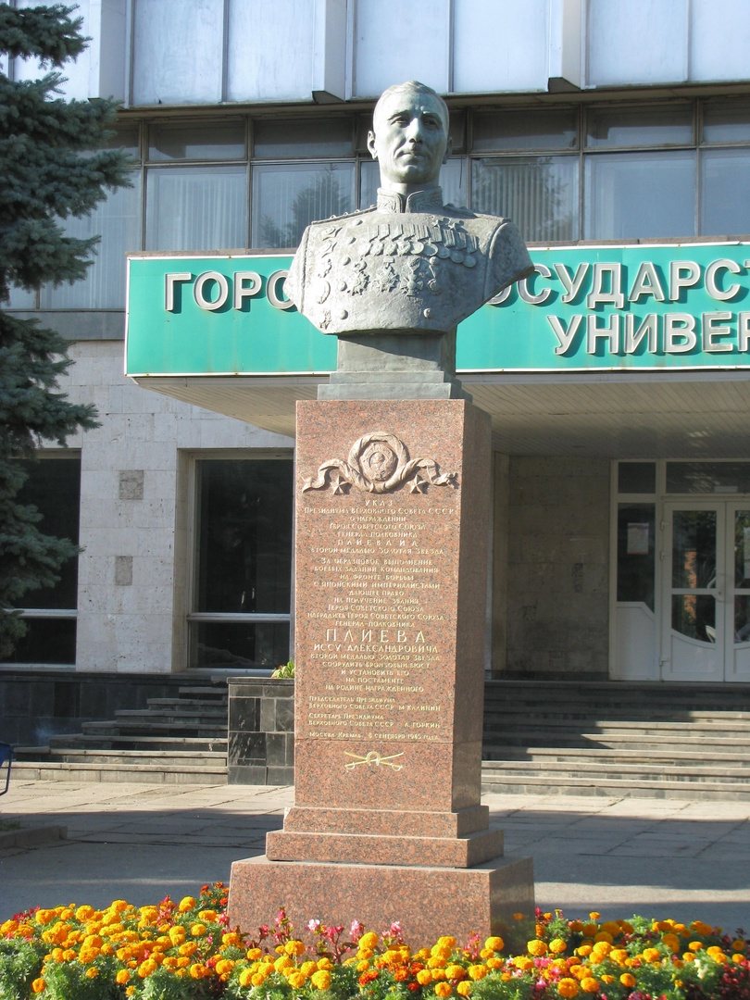 ГОРС
ОСУДАРСТ
УНИВЕР
УКАЗ
ПРЕЗИДИУМА ВЕРХОВНОГО СОВЕТА СССР
О НАГРАЖДЕНИИ
ГЕРОЯ СОВЕТСКОГО СОЮЗА
ГЕНЕРАЛ ПОЛКОВНИКА
ПЛИЕВА И А
ВТОРОЙ МЕДАЛЬЮ ЗОЛОТАЯ ЗВЕЗДА
ЗА ОБРАЗЦОВОЕ ВЫПОЛНЕНИЕ
БОЕВЫХ ЗАДАНИЙ КОМАНДОВАНИЯ
НА ФРОНТЕ БОРЬБЫ
С ЯПОНСКИМИ ИМПЕРИАЛИСТАМИ
ДАЮЩЕЕ ПРАВО
НА ПОЛУЧЕНИЕ ЗВАНИЯ
ГЕРОЯ СОВЕТСКОГО СОЮЗА
НАГРАДИТЬ ГЕРОЯ СОВЕТСКОГО СОЮЗА
ГЕНЕРАЛ-ПОЛКОВНИКА
ПЛИЕВА
ИССУ АЛЕКСАНДРОВИЧА
ВТОРОЙ МЕДАЛЬЮ ЗОЛОТАЯ ЗВЕЗДА
СООРУДИТЬ БРОНЗОВЫЙ БЮСТ
И УСТАНОВИТЬ ЕГО
НА ПОСТАМЕНТЕ
НА РОДИНЕ НАГРАЖДЕННОГО
ПРЕДСЕДАТЕЛЬ ПРЕЗИДИУМА
ВЕРХОВНОГО СОВЕТА СССР - М. КАЛИНИН
СЕКРЕТАРЬ ПРЕЗИДИУМА
ВЕРХОВНОГО СОВЕТА СССР - А. ГОРКИН
МОСКВА КРЕМЛЬ. 8 СЕНТЯБРЯ 1945 ГОДА